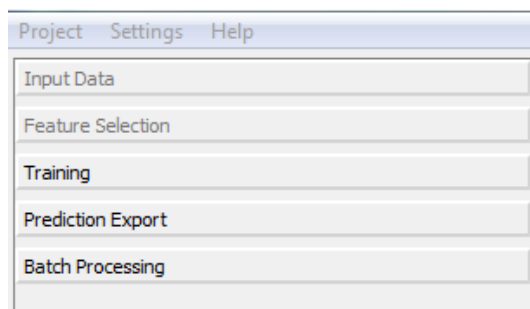 Project Settings Help
Input Data
Feature Selection
Training
Prediction Export
Batch Processing